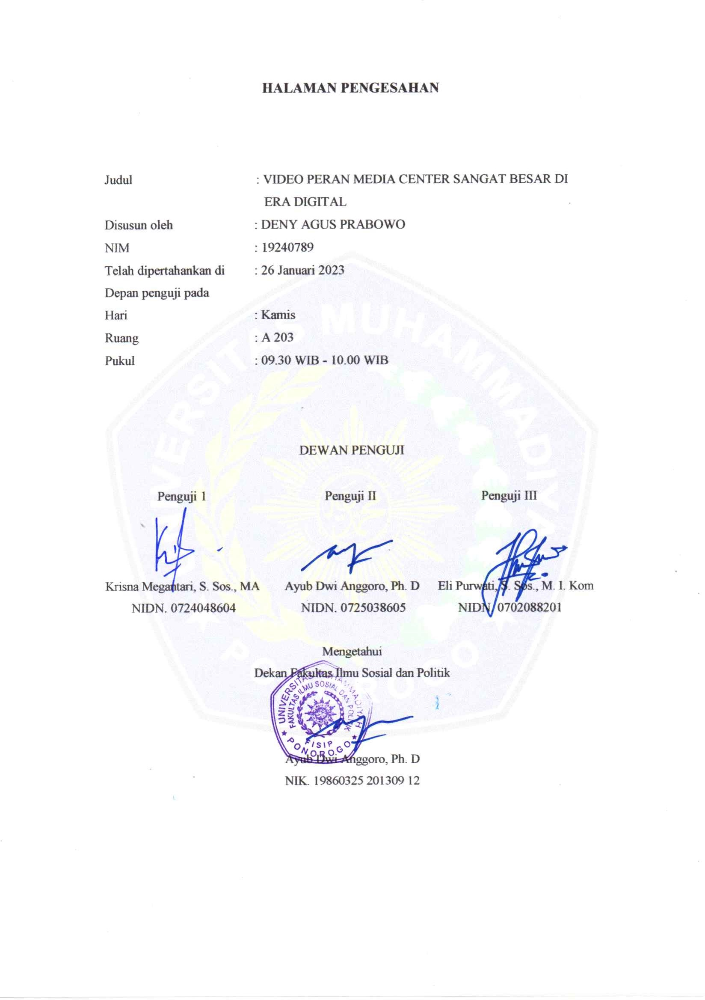 HALAMAN PENGESAHAN
Judul : VIDEO PERAN MEDIA CENTER SANGAT BESAR DI
ERA DIGITAL
Disusun oleh : DENY AGUS PRABOWO
NIM : 19240789
Telah dipertahankan di : 26 Januari 2023
Depan penguji pada
Hari : Kamis
Ruang : A 203
Pukul : 09.30 WIB - 10.00 WIB
UNIVERSITAS MUHAMMADIYAH
PONOROGO
DEWAN PENGUJI
Penguji 1 Penguji II Penguji III
Krisna Megantari, S. Sos., MA Ayub Dwi Anggoro, Ph. D Eli Purwati, S. Sos., M. I. Kom
NIDN. 0724048604 NIDN. 0725038605 NIDN. 0702088201
Mengetahui
Dekan Fakultas Ilmu Sosial dan Politik
UNIVERSITAS MUHAMMADIYAH
FAKULTAS ILMU SOSIAL DAN POLITIK
FISIP
PONOROGO
Ayub Dwi Anggoro, Ph. D
NIK. 19860325 201309 12